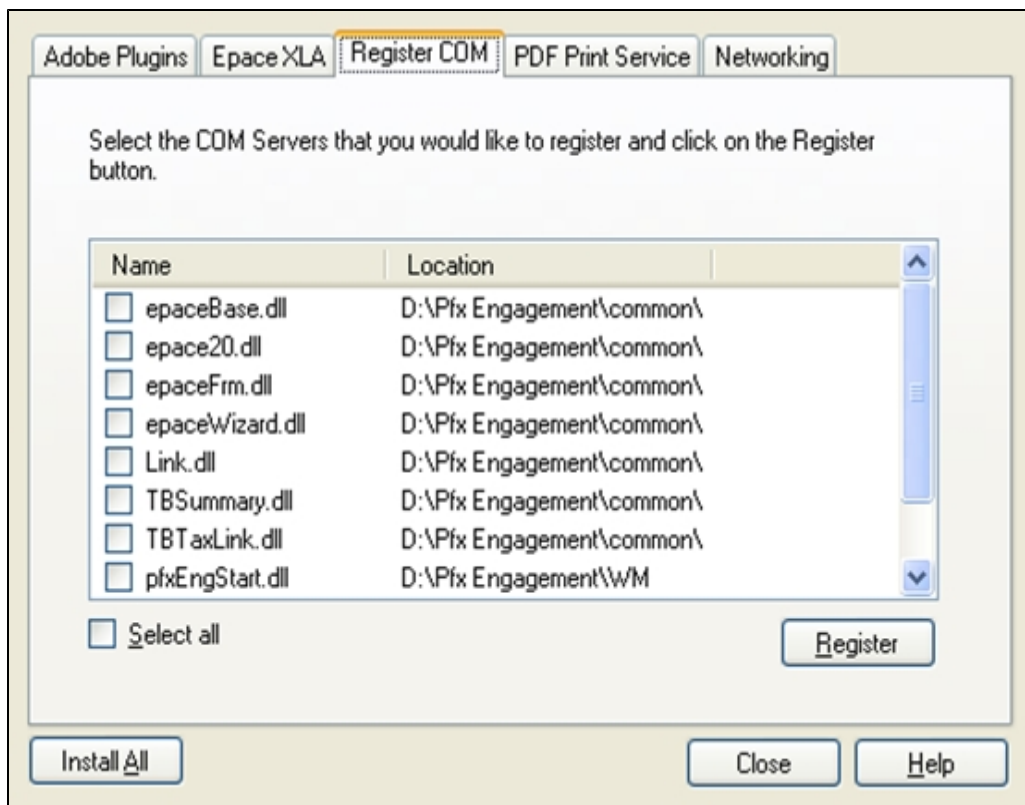 Adobe Plugins Epace XLA Register COM PDF Print Service Networking
Select the COM Servers that you would like to register and click on the Register
button.
Name Location
epaceBase.dll D:\Pfx Engagement\common\
epace20.dll D:\Pfx Engagement\common\
epaceFrm.dll D:\Pfx Engagement\common\
epaceWizard.dll D:\Pfx Engagement\common\
Link.dll D:\Pfx Engagement\common\
TBSummary.dll D:\Pfx Engagement\common\
TBTaxLink.dll D:\Pfx Engagement\common\
pfxEngStart.dll D:\Pfx Engagement\WM
Select all Register
Install All Close Help